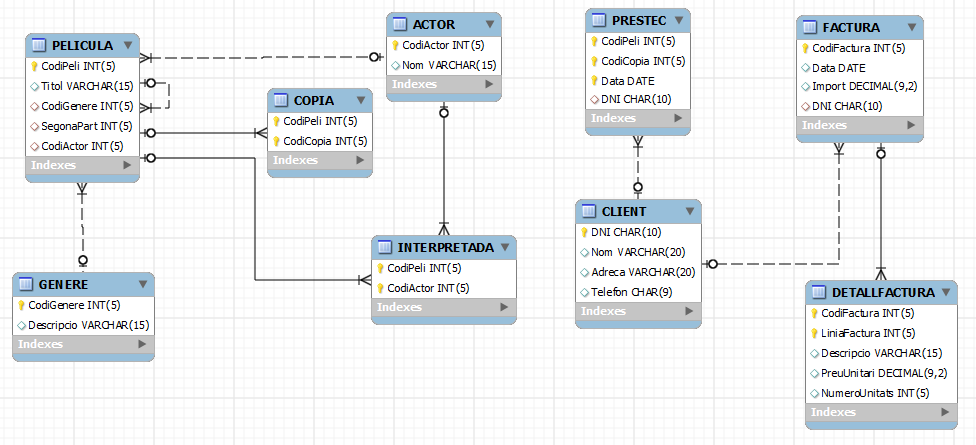 PELICULA
CodiPeli INT(5)
Titol VARCHAR(15)
CodiGenere INT(5)
SegonaPart INT(5)
CodiActor INT(5)
Indexes
ACTOR
CodiActor INT(5)
Nom VARCHAR(15)
Indexes
COPIA
CodiPeli INT(5)
CodiCopia INT(5)
Indexes
GENERE
CodiGenere INT(5)
Descripcio VARCHAR(15)
Indexes
INTERPRETADA
CodiPeli INT(5)
CodiActor INT(5)
Indexes
PRESTEC
CodiPeli INT(5)
CodiCopia INT(5)
Data DATE
DNI CHAR(10)
Indexes
CLIENT
DNI CHAR(10)
Nom VARCHAR(20)
Adreca VARCHAR(20)
Telefon CHAR(9)
Indexes
FACTURA
CodiFactura INT(5)
Data DATE
Import DECIMAL(9,2)
DNI CHAR(10)
Indexes
DETALLFACTURA
CodiFactura INT(5)
LiniaFactura INT(5)
Descripcio VARCHAR(15)
PreuUnitari DECIMAL(9,2)
NumeroUnitats INT(5)
Indexes